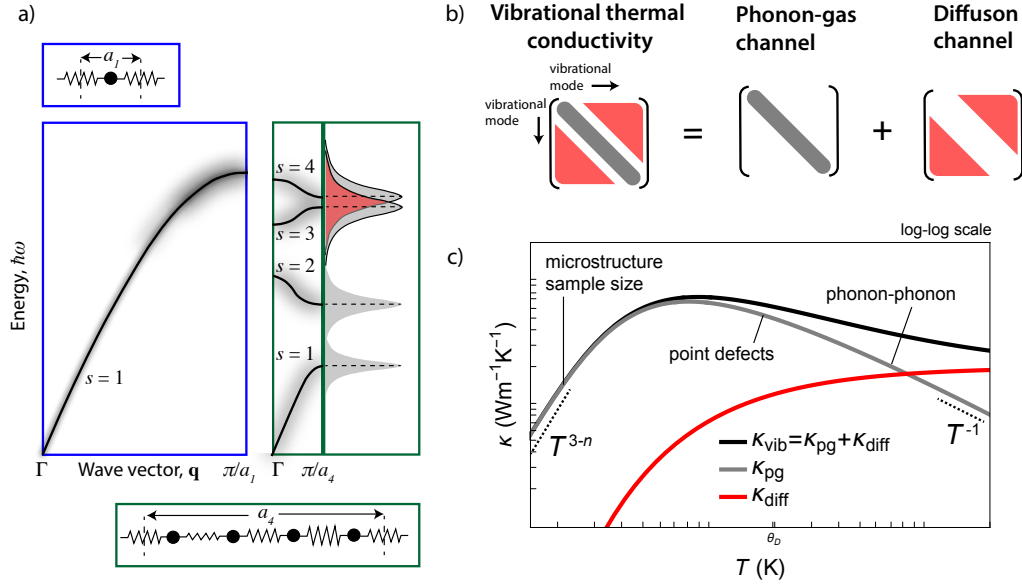 a)
a₁
Energy, ħω
s = 1
Γ
Wave vector, q
π/a₁
s = 4
s = 3
s = 2
s = 1
Γ
π/a₄
a₄
b)
Vibrational thermal
conductivity
Phonon-gas
channel
Diffuson
channel
vibrational
mode
vibrational
mode
=
+
c)
log-log scale
microstructure
sample size
phonon-phonon
point defects
κ (Wm⁻¹K⁻¹)
T³⁻ⁿ
T⁻¹
κvib=κpg+κdiff
κpg
κdiff
θD
T (K)